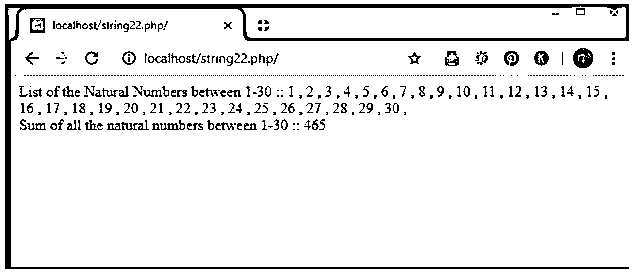 localhost/string22.php/
localhost/string22.php/
List of the Natural Numbers between 1-30 :: 1 , 2 , 3 , 4 , 5 , 6 , 7 , 8 , 9 , 10 , 11 , 12 , 13 , 14 , 15 ,
16 , 17 , 18 , 19 , 20 , 21 , 22 , 23 , 24 , 25 , 26 , 27 , 28 , 29 , 30 ,
Sum of all the natural numbers between 1-30 :: 465